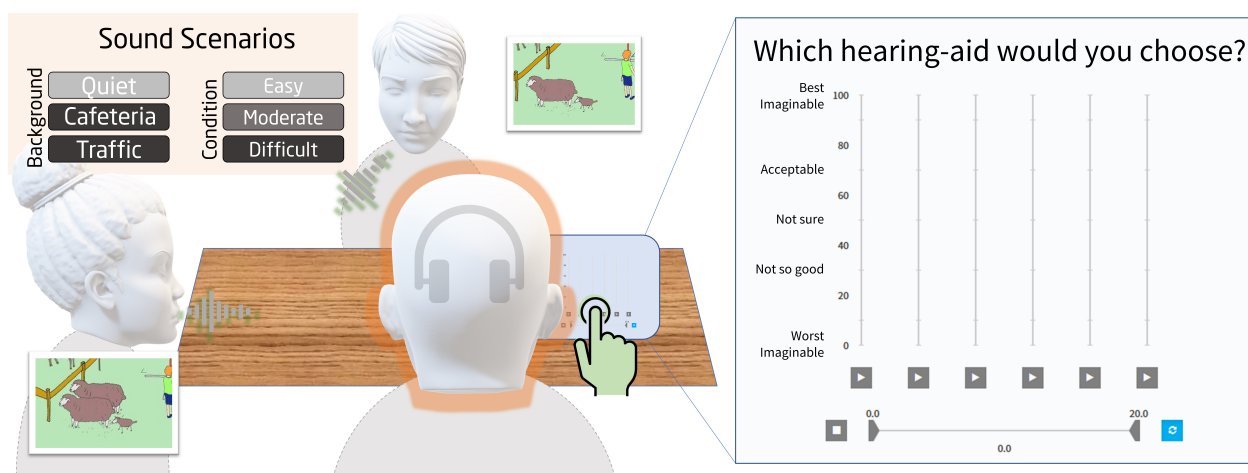 Sound Scenarios
Background
Quiet
Cafeteria
Traffic
Condition
Easy
Moderate
Difficult
Which hearing-aid would you choose?
Best
Imaginable
100
80
Acceptable
60
Not sure
40
Not so good
20
Worst
Imaginable
0
0.0
20.0
0.0